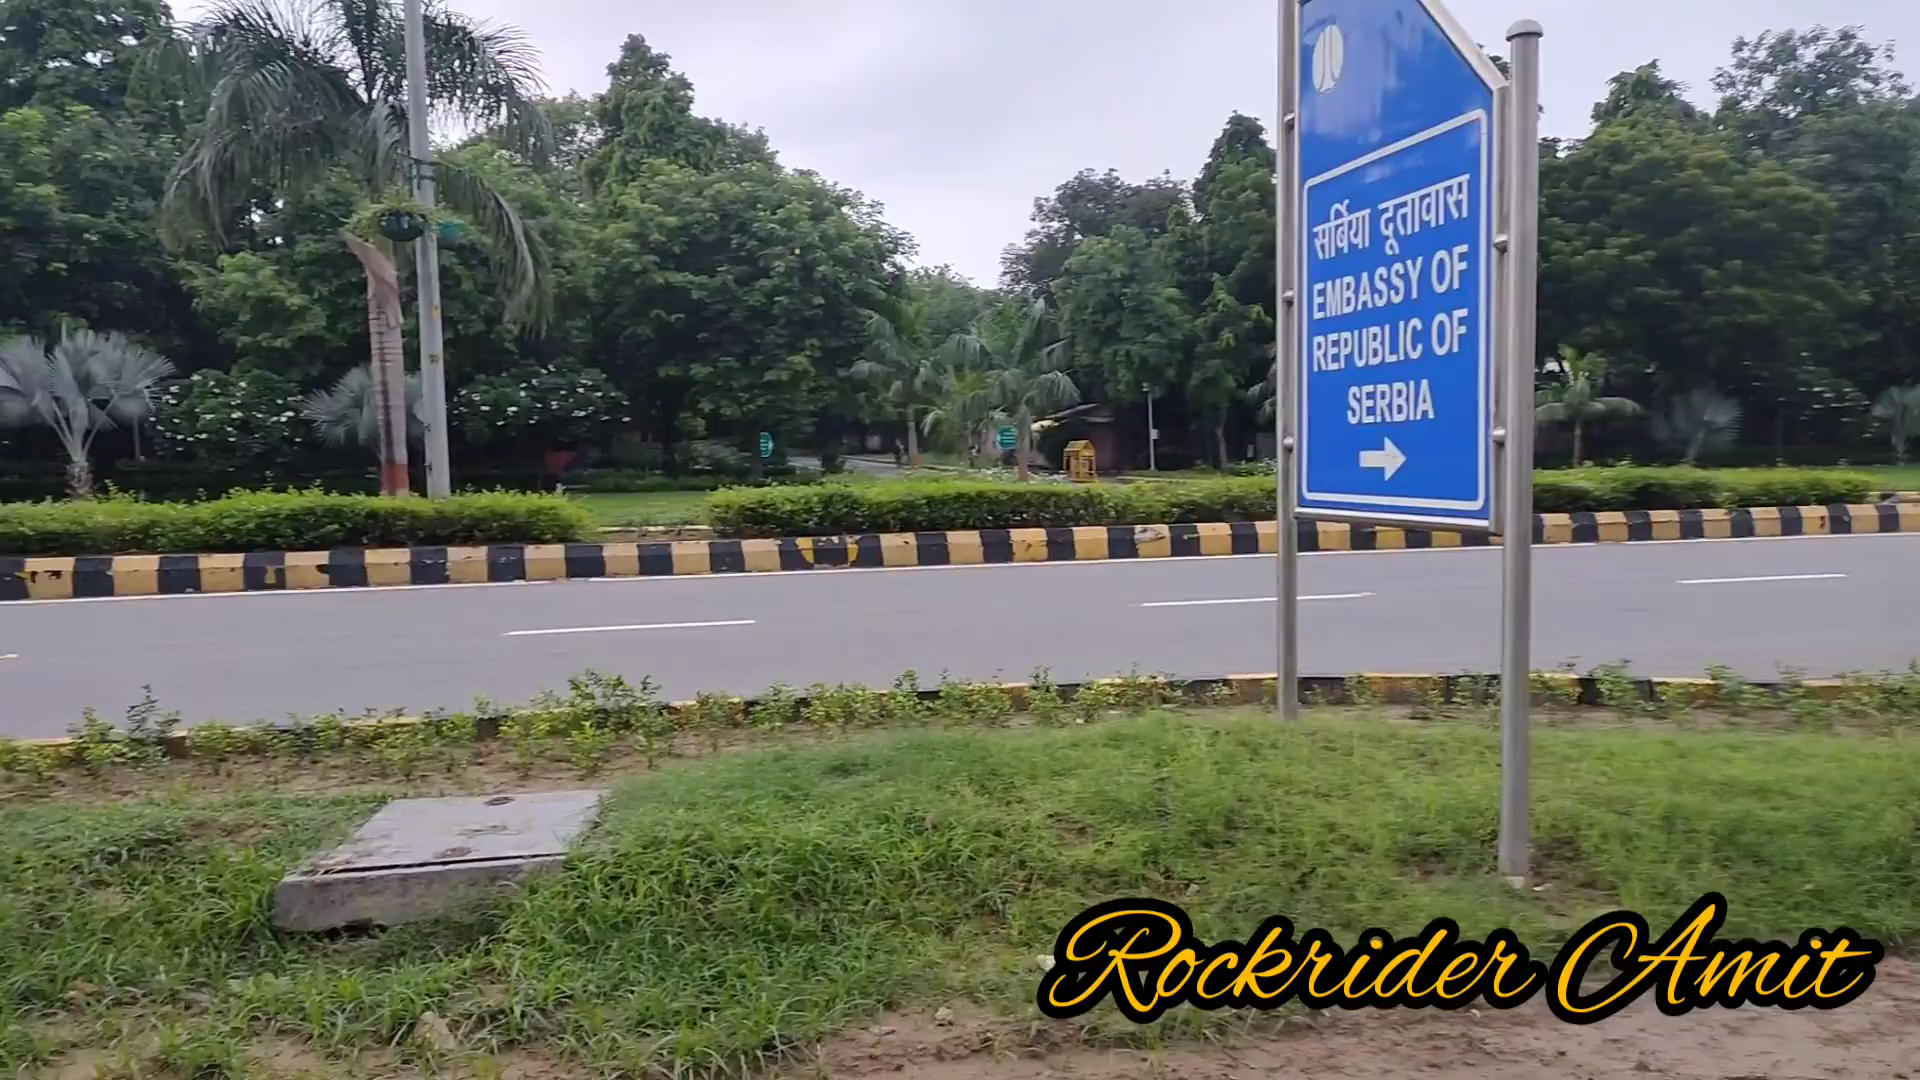 सर्बिया दूतावास
EMBASSY OF
REPUBLIC OF
SERBIA
Rockrider Amit